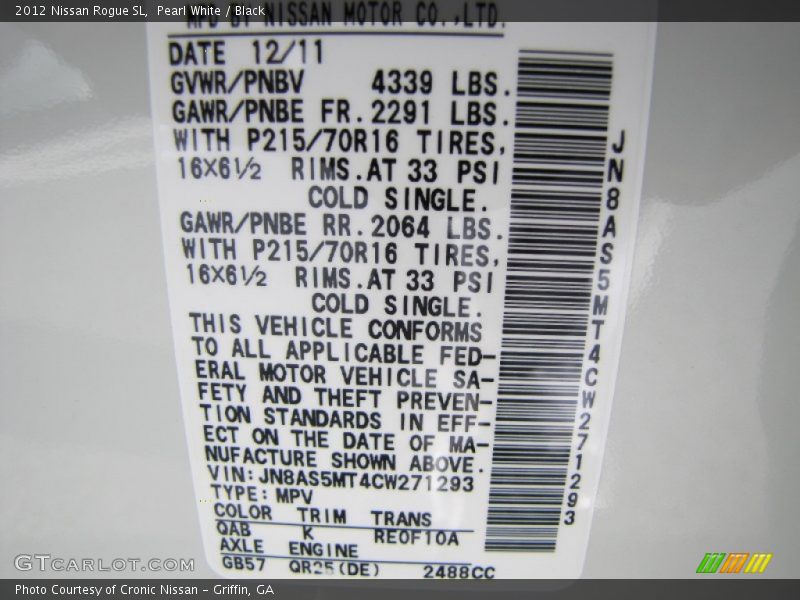 2012 Nissan Rogue SL, Pearl White / Black
MFD BY NISSAN MOTOR CO.,LTD.
DATE 12/11
GVWR/PNBV 4339 LBS.
GAWR/PNBE FR.2291 LBS.
WITH P215/70R16 TIRES,
16X6½ RIMS.AT 33 PSI
COLD SINGLE.
GAWR/PNBE RR.2064 LBS.
WITH P215/70R16 TIRES,
16X6½ RIMS.AT 33 PSI
COLD SINGLE.
THIS VEHICLE CONFORMS
TO ALL APPLICABLE FED-
ERAL MOTOR VEHICLE SA-
FETY AND THEFT PREVEN-
TION STANDARDS IN EFF-
ECT ON THE DATE OF MA-
NUFACTURE SHOWN ABOVE.
VIN:JN8AS5MT4CW271293
TYPE:MPV
COLOR TRIM TRANS
QAB K RE0F10A
AXLE ENGINE
GB57 QR25(DE) 2488CC
JN8AS5MT4CW271293
GTCARLOT.COM
Photo Courtesy of Cronic Nissan - Griffin, GA